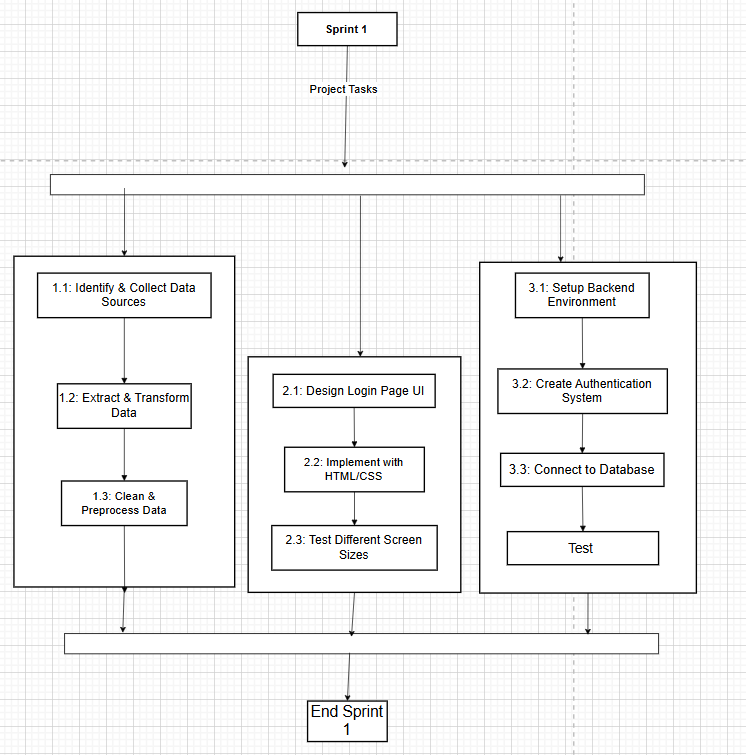 Sprint 1
Project Tasks
1.1: Identify & Collect Data
Sources
1.2: Extract & Transform
Data
1.3: Clean &
Preprocess Data
2.1: Design Login Page UI
2.2: Implement with
HTML/CSS
2.3: Test Different Screen
Sizes
3.1: Setup Backend
Environment
3.2: Create Authentication
System
3.3: Connect to Database
Test
End Sprint
1